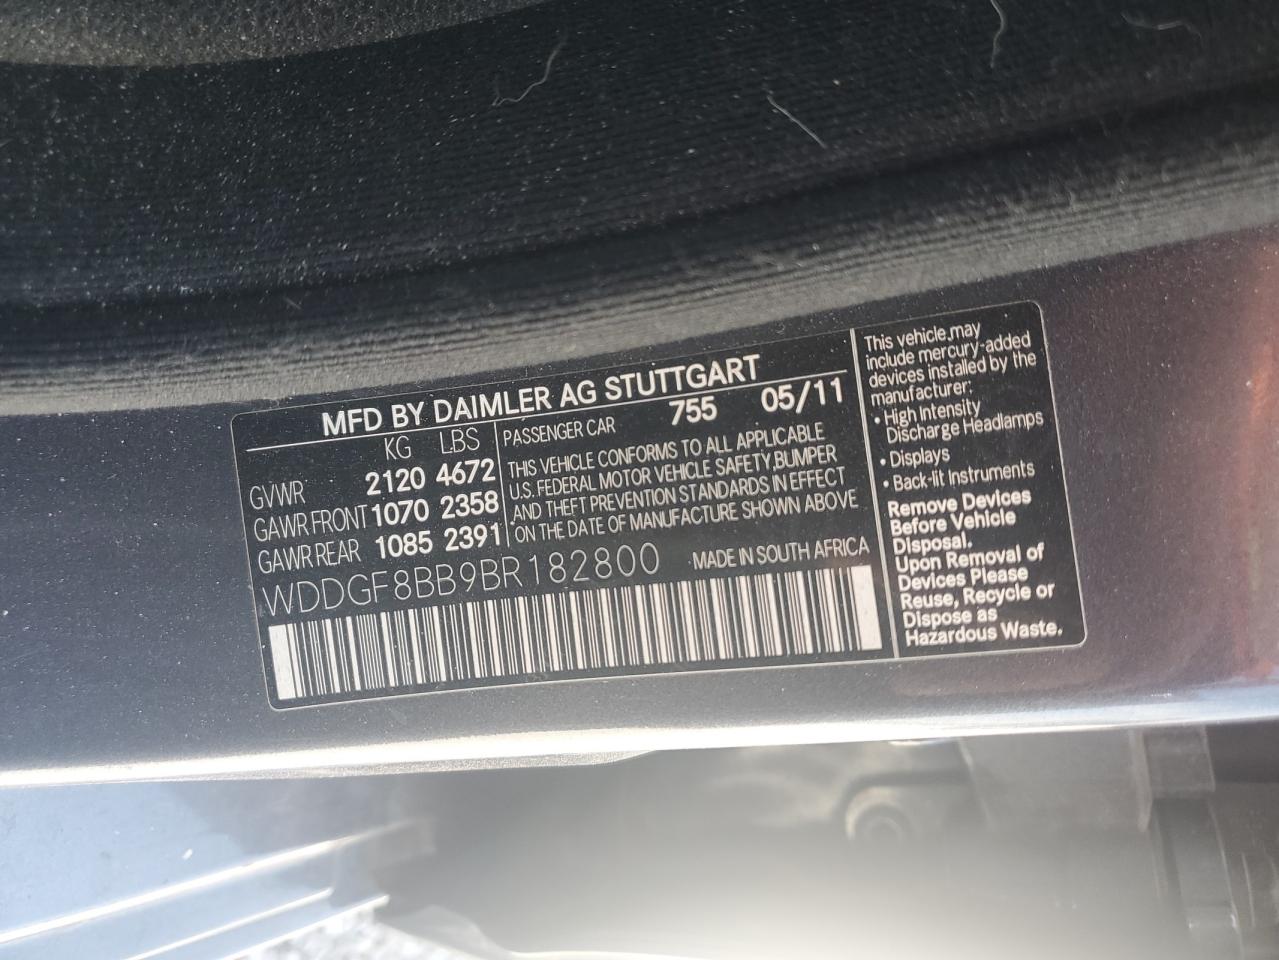 MFD BY DAIMLER AG STUTTGART
KG LBS
GVWR 2120 4672
GAWR FRONT 1070 2358
GAWR REAR 1085 2391
PASSENGER CAR 755 05/11
THIS VEHICLE CONFORMS TO ALL APPLICABLE
U.S. FEDERAL MOTOR VEHICLE SAFETY,BUMPER
AND THEFT PREVENTION STANDARDS IN EFFECT
ON THE DATE OF MANUFACTURE SHOWN ABOVE
WDDGF8BB9BR182800 MADE IN SOUTH AFRICA
This vehicle may
include mercury-added
devices installed by the
manufacturer:
• High Intensity
Discharge Headlamps
• Displays
• Back-lit Instruments
Remove Devices
Before Vehicle
Disposal.
Upon Removal of
Devices Please
Reuse, Recycle or
Dispose as
Hazardous Waste.